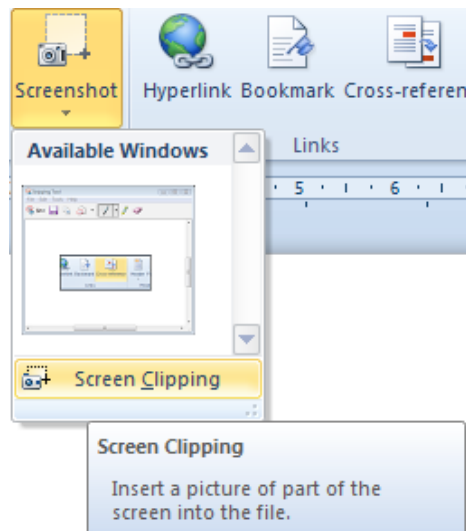 Screenshot Hyperlink Bookmark Cross-referen
Links
Available Windows
5 6
Screen Clipping
Screen Clipping
Insert a picture of part of the
screen into the file.